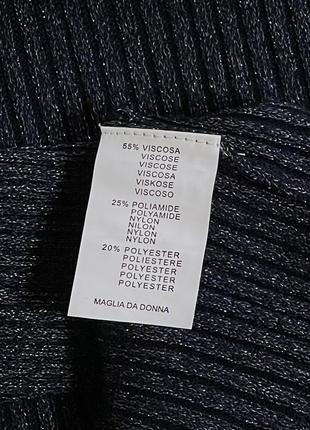 55% VISCOSA
VISCOSE
VISCOSE
VISCOSA
VISKOSE
VISCOSO
25% POLIAMIDE
POLYAMIDE
NYLON
NILON
NYLON
NYLON
20% POLYESTER
POLIESTERE
POLYESTER
POLYESTER
POLYESTER
MAGLIA DA DONNA